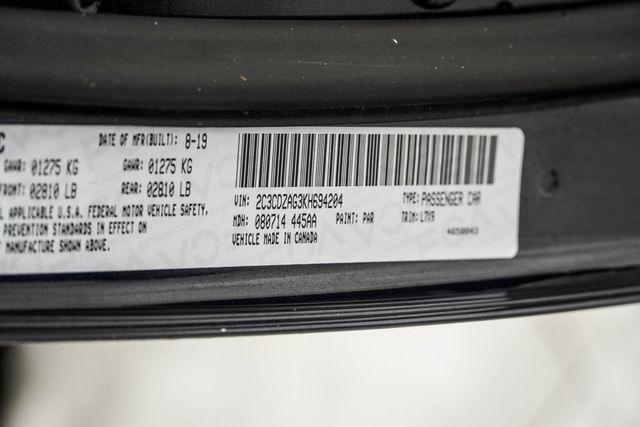 C DATE OF MFR(BUILT): 8-19
GAWR: 01275 KG GAWR: 01275 KG
FRONT: 02810 LB REAR: 02810 LB
L APPLICABLE U.S.A. FEDERAL MOTOR VEHICLE SAFETY,
PREVENTION STANDARDS IN EFFECT ON
MANUFACTURE SHOWN ABOVE.
VIN: 2C3CDZAG3KH694204 TYPE: PASSENGER CAR
MDH: 080714 445AA PAINT: PAR TRIM: L7X9
VEHICLE MADE IN CANADA